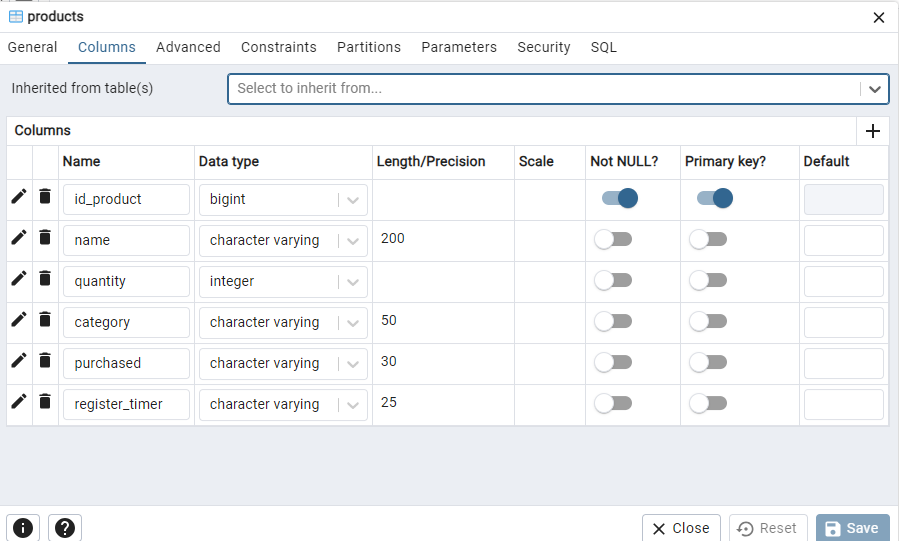 products
General Columns Advanced Constraints Partitions Parameters Security SQL
Inherited from table(s) Select to inherit from...
Columns
Name Data type Length/Precision Scale Not NULL? Primary key? Default
id_product bigint
name character varying 200
quantity integer
category character varying 50
purchased character varying 30
register_timer character varying 25
Close Reset Save